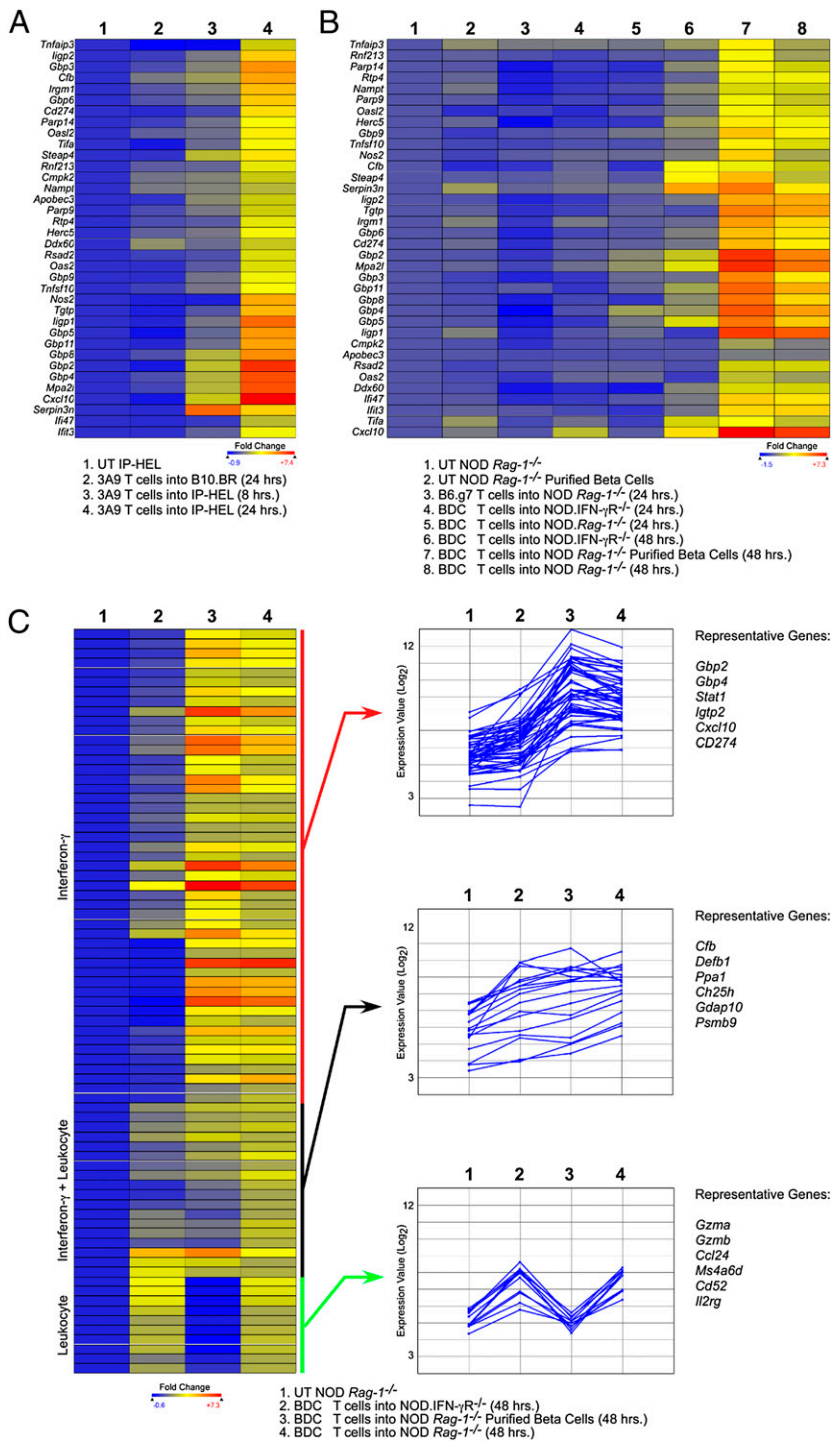 A
1 2 3 4
Tnfaip3
Iigp2
Gbp3
Cfb
Irgm1
Gbp6
Cd274
Parp14
Oasl2
Tifa
Steap4
Rnf213
Cmpk2
Nampt
Apobec3
Parp9
Rtp4
Herc5
Ddx60
Rsad2
Oas2
Gbp9
Tnfsf10
Nos2
Tgtp
Iigp1
Gbp5
Gbp11
Gbp8
Gbp2
Gbp4
Mpa2l
Cxcl10
Serpin3n
Ifi47
Ifit3
Fold Change
-0.9 +7.4
1. UT IP-HEL
2. 3A9 T cells into B10.BR (24 hrs)
3. 3A9 T cells into IP-HEL (8 hrs)
4. 3A9 T cells into IP-HEL (24 hrs)
B
1 2 3 4 5 6 7 8
Tnfaip3
Rnf213
Parp14
Rtp4
Nampt
Parp9
Oasl2
Herc5
Gbp9
Tnfsf10
Nos2
Cfb
Steap4
Serpin3n
Iigp2
Tgtp
Irgm1
Gbp6
Cd274
Gbp2
Mpa2l
Gbp3
Gbp11
Gbp8
Gbp4
Gbp5
Iigp1
Cmpk2
Apobec3
Rsad2
Oas2
Ddx60
Ifi47
Ifit3
Tifa
Cxcl10
Fold Change
-1.5 +7.3
1. UT NOD Rag-1-/-
2. UT NOD Rag-1-/- Purified Beta Cells
3. B6.g7 T cells into NOD Rag-1-/- (24 hrs.)
4. BDC T cells into NOD.IFN-γR-/- (24 hrs.)
5. BDC T cells into NOD.Rag-1-/- (24 hrs.)
6. BDC T cells into NOD.IFN-γR-/- (48 hrs.)
7. BDC T cells into NOD Rag-1-/- Purified Beta Cells (48 hrs.)
8. BDC T cells into NOD Rag-1-/- (48 hrs.)
C
1 2 3 4
Interferon-γ
Interferon-γ + Leukocyte
Leukocyte
Fold Change
-0.6 +7.3
1 2 3 4
Expression Value (Log2)
12
3
Representative Genes:
Gbp2
Gbp4
Stat1
Igtp2
Cxcl10
CD274
1 2 3 4
Expression Value (Log2)
12
3
Representative Genes:
Cfb
Defb1
Ppa1
Ch25h
Gdap10
Psmb9
1 2 3 4
Expression Value (Log2)
12
3
Representative Genes:
Gzma
Gzmb
Ccl24
Ms4a6d
Cd52
Il2rg
1. UT NOD Rag-1-/-
2. BDC T cells into NOD.IFN-γR-/- (48 hrs.)
3. BDC T cells into NOD Rag-1-/- Purified Beta Cells (48 hrs.)
4. BDC T cells into NOD Rag-1-/- (48 hrs.)